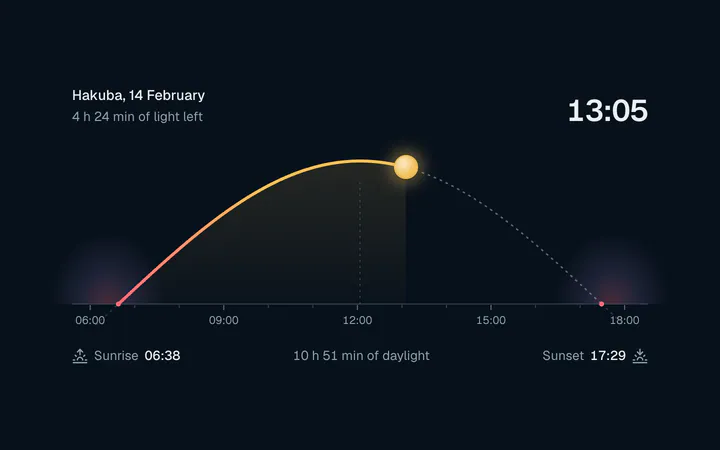 Hakuba, 14 February
4 h 24 min of light left
13:05
06:00
09:00
12:00
15:00
18:00
Sunrise 06:38
10 h 51 min of daylight
Sunset 17:29